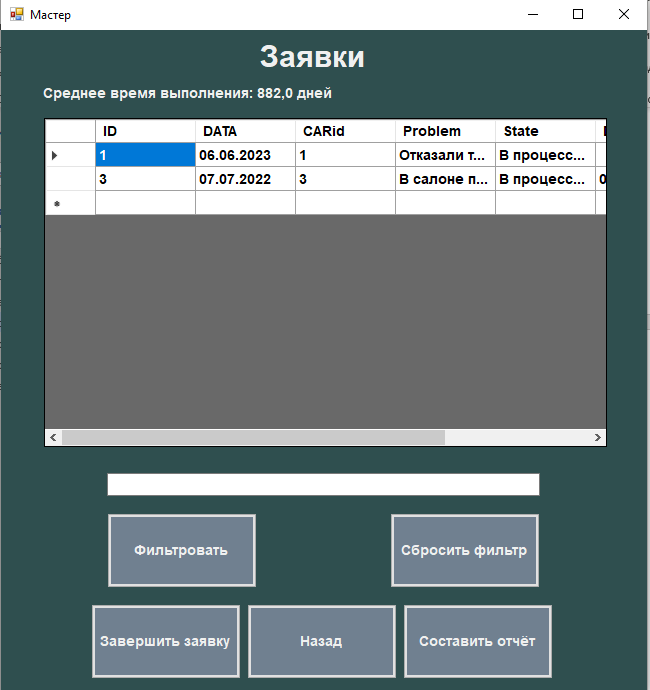 Мастер
Заявки
Среднее время выполнения: 882,0 дней
ID DATA CARid Problem State
1 06.06.2023 1 Отказали т... В процесс...
3 07.07.2022 3 В салоне п... В процесс... 0
Фильтровать Сбросить фильтр
Завершить заявку Назад Составить отчёт